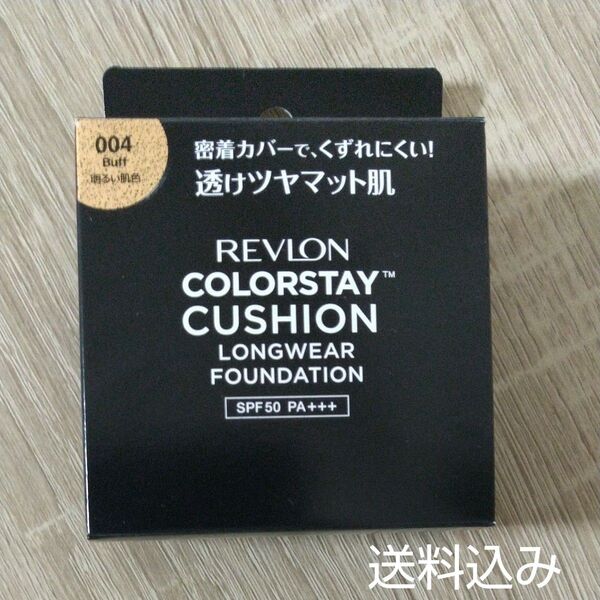 004
Buff
明るい肌色
密着カバーで、くずれにくい!
透けツヤマット肌
REVLON
COLORSTAY™
CUSHION
LONGWEAR
FOUNDATION
SPF50 PA+++
送料込み